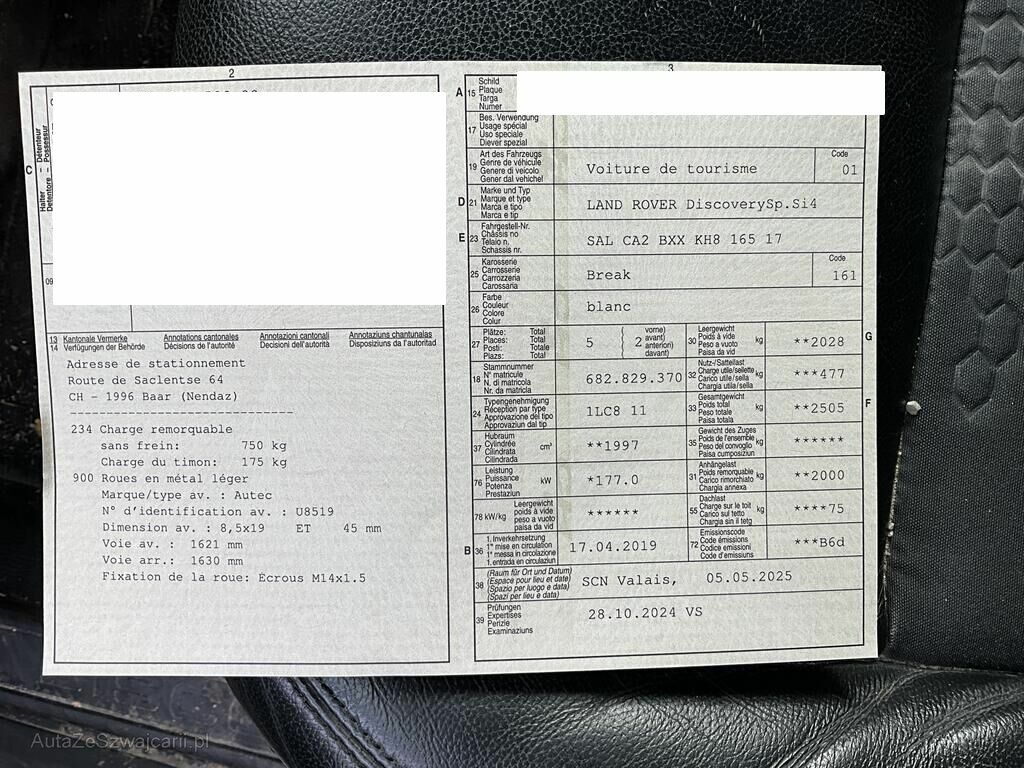 2
C
Halter – Détenteur
Detentore – Possessur
09
13 Kantonale Vermerke Annotations cantonales Annotazioni cantonali Annotaziuns chantunalas
14 Verfügungen der Behörde Décisions de l'autorité Decisioni dell'autorità Disposiziuns da l'autoritad
Adresse de stationnement
Route de Saclentse 64
CH - 1996 Baar (Nendaz)
234 Charge remorquable
sans frein: 750 kg
Charge du timon: 175 kg
900 Roues en métal léger
Marque/type av. : Autec
N° d'identification av. : U8519
Dimension av. : 8,5x19 ET 45 mm
Voie av. : 1621 mm
Voie arr.: 1630 mm
Fixation de la roue: Ecrous M14x1.5
3
A 15 Schild
Plaque
Targa
Numer
17 Bes. Verwendung
Usage spécial
Uso speciale
Diever spezial
19 Art des Fahrzeugs
Genre de véhicule
Genere di veicolo
Gener dal vehichel
Voiture de tourisme
Code
01
D 21 Marke und Typ
Marque et type
Marca e tipo
Marca e tip
LAND ROVER DiscoverySp.Si4
E 23 Fahrgestell-Nr.
Châssis no
Telaio n.
Schassis nr.
SAL CA2 BXX KH8 165 17
25 Karosserie
Carrosserie
Carrozzeria
Carossaria
Break
Code
161
26 Farbe
Couleur
Colore
Colur
blanc
27 Plätze: Total
Places: Total
Posti: Totale
Plazs: Total
5
2 vorne)
avant)
anteriori)
davant)
30 Leergewicht
Poids à vide
Peso a vuoto
Paisa da vid
kg
**2028
G
18 Stammnummer
N° matricule
N. di matricola
Nr. da matricla
682.829.370
32 Nutz-/Sattellast
Charge utile/sellette
Carico utile/sella
Chargia utila/sella
kg
***477
24 Typengenehmigung
Réception par type
Approvazione del tipo
Approvaziun dal tip
1LC8 11
33 Gesamtgewicht
Poids total
Peso totale
Paisa totala
kg
**2505
F
37 Hubraum
Cylindrée
Cilindrata
Cilindrada
cm³
**1997
35 Gewicht des Zuges
Poids de l'ensemble
Peso del convoglio
Paisa cumposiziun
kg
******
76 Leistung
Puissance
Potenza
Prestaziun
kW
*177.0
31 Anhängelast
Poids remorquable
Carico rimorchiato
Chargia annexa
kg
**2000
78 kW/kg Leergewicht
poids à vide
peso a vuoto
paisa da vid
******
55 Dachlast
Charge sur le toit
Carico sul tetto
Chargia sin il tetg
kg
****75
B 36 1. Inverkehrsetzung
1re mise en circulation
1a messa in circolazione
1. entrada en circulaziun
17.04.2019
72 Emissionscode
Code émissions
Codice emissioni
Code d'emissiuns
***B6d
38 (Raum für Ort und Datum)
(Espace pour lieu et date)
(Spazio per luogo e data)
(Spazi per lieu e data)
SCN Valais, 05.05.2025
39 Prüfungen
Expertises
Perizie
Examinaziuns
28.10.2024 VS
AutaZeSzwajcarii.pl